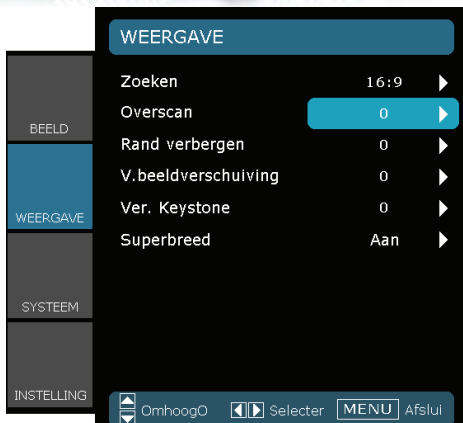 WEERGAVE
Zoeken 16:9
Overscan 0
Rand verbergen 0
V.beeldverschuiving 0
Ver. Keystone 0
Superbreed Aan
BEELD
WEERGAVE
SYSTEEM
INSTELLING
OmhoogO Selecter MENU Afslui